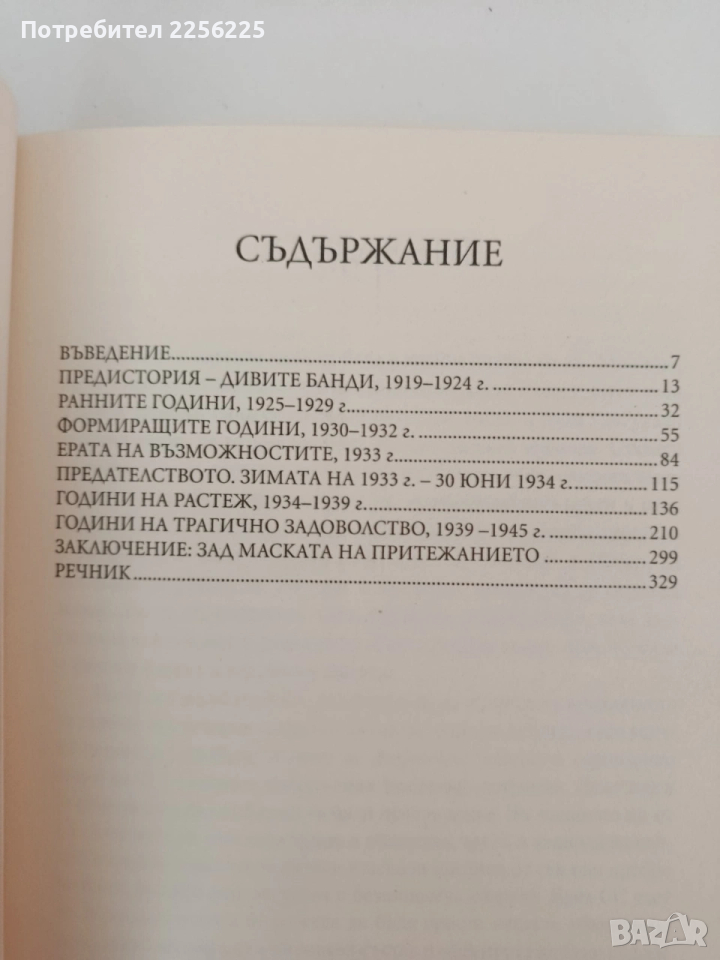 Потребител 2256225
СЪДЪРЖАНИЕ
ВЪВЕДЕНИЕ........................................7
ПРЕДИСТОРИЯ – ДИВИТЕ БАНДИ, 1919–1924 г. ........................................13
РАННИТЕ ГОДИНИ, 1925–1929 г........................................32
ФОРМИРАЩИТЕ ГОДИНИ, 1930–1932 г. ........................................55
ЕРАТА НА ВЪЗМОЖНОСТИТЕ, 1933 г........................................84
ПРЕДАТЕЛСТВОТО. ЗИМАТА НА 1933 г. – 30 ЮНИ 1934 г. ....................115
ГОДИНИ НА РАСТЕЖ, 1934–1939 г........................................136
ГОДИНИ НА ТРАГИЧНО ЗАДОВОЛСТВО, 1939 –1945 г. ....................210
ЗАКЛЮЧЕНИЕ: ЗАД МАСКАТА НА ПРИТЕЖАНИЕТО ....................299
РЕЧНИК........................................329
BAZAR